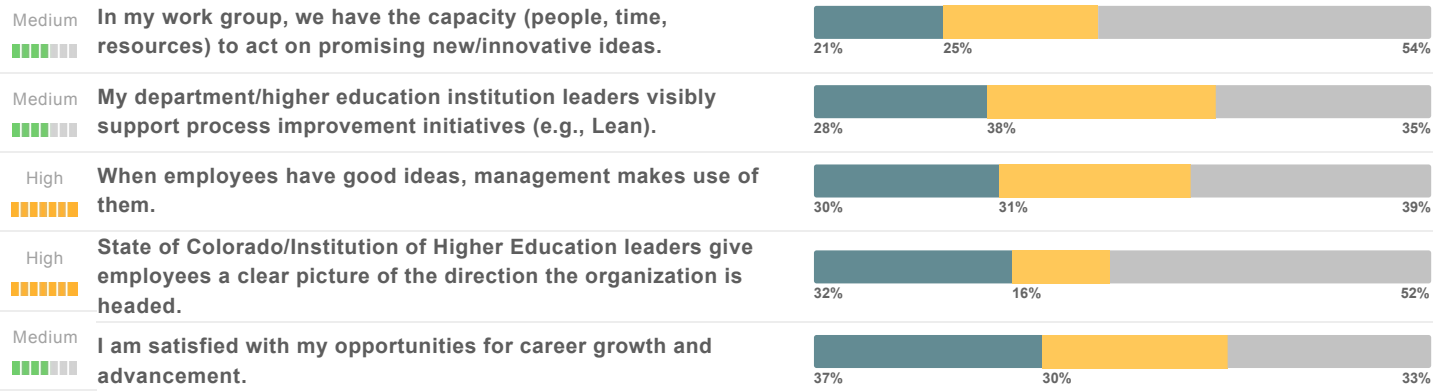 Medium
In my work group, we have the capacity (people, time,
resources) to act on promising new/innovative ideas.
21% 25% 54%
Medium
My department/higher education institution leaders visibly
support process improvement initiatives (e.g., Lean).
28% 38% 35%
High
When employees have good ideas, management makes use of
them.
30% 31% 39%
High
State of Colorado/Institution of Higher Education leaders give
employees a clear picture of the direction the organization is
headed.
32% 16% 52%
Medium
I am satisfied with my opportunities for career growth and
advancement.
37% 30% 33%